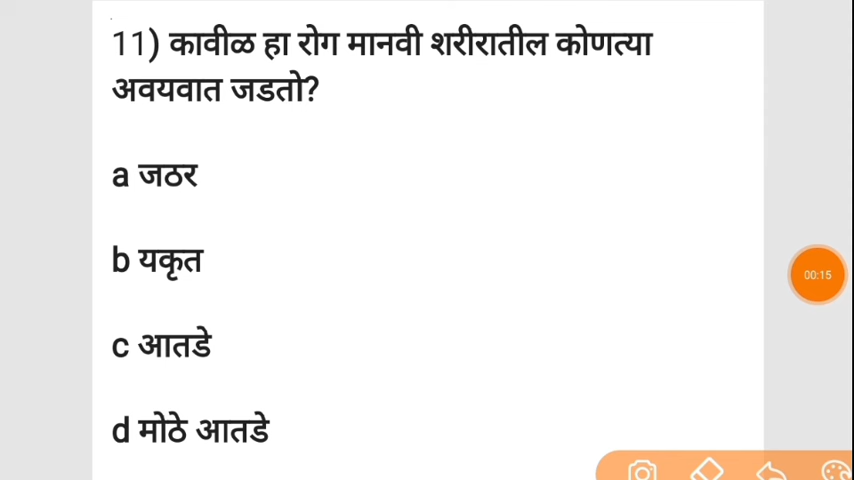 11) कावीळ हा रोग मानवी शरीरातील कोणत्या
अवयवात जडतो?
a जठर
b यकृत
00:15
c आतडे
d मोठे आतडे